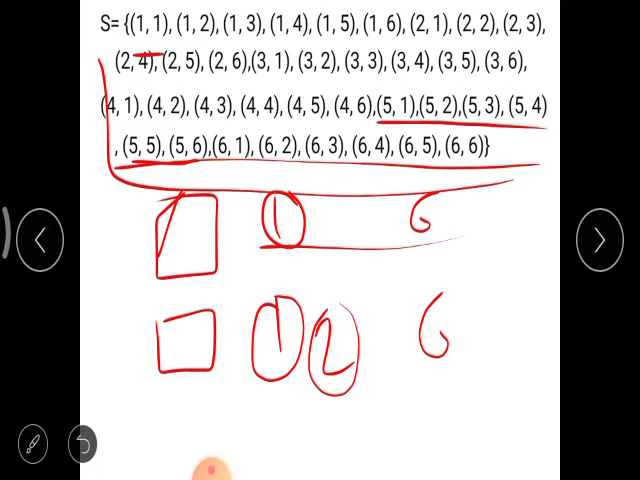 S= {(1, 1), (1, 2), (1, 3), (1, 4), (1, 5), (1, 6), (2, 1), (2, 2), (2, 3),
(2, 4), (2, 5), (2, 6),(3, 1), (3, 2), (3, 3), (3, 4), (3, 5), (3, 6),
(4, 1), (4, 2), (4, 3), (4, 4), (4, 5), (4, 6),(5, 1),(5, 2),(5, 3), (5, 4)
, (5, 5), (5, 6),(6, 1), (6, 2), (6, 3), (6, 4), (6, 5), (6, 6)}
1 6
1 2 6